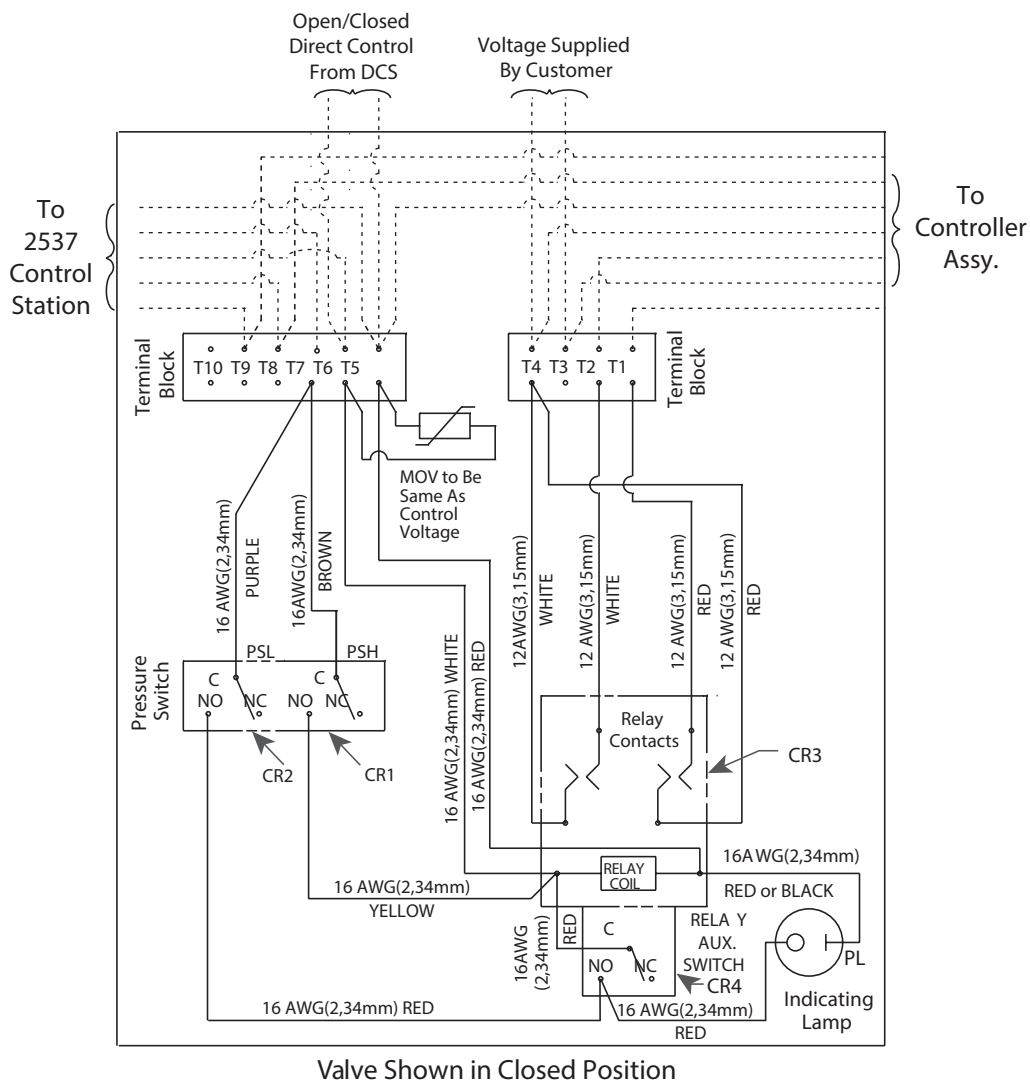 Open/Closed
Direct Control
From DCS
Voltage Supplied
By Customer
To
2537
Control
Station
To
Controller
Assy.
Terminal
Block
T10 T9 T8 T7 T6 T5
T4 T3 T2 T1
Terminal
Block
MOV to Be
Same As
Control
Voltage
16 AWG(2,34mm)
PURPLE
16AWG(2,34mm)
BROWN
12AWG(3,15mm)
WHITE
12 AWG(3,15mm)
WHITE
12 AWG(3,15mm)
RED
12 AWG(3,15mm)
RED
16 AWG(2,34mm) WHITE
16 AWG(2,34mm) RED
Pressure
Switch
PSL
PSH
C
NO
NC
C
NO
NC
CR2
CR1
Relay
Contacts
CR3
RELAY
COIL
16A WG(2,34mm)
RED or BLACK
16 AWG(2,34mm)
YELLOW
16AWG
(2,34mm)
RED
C
NO
NC
RELA Y
AUX.
SWITCH
CR4
PL
Indicating
Lamp
16 AWG(2,34mm) RED
16 AWG(2,34mm)
RED
Valve Shown in Closed Position